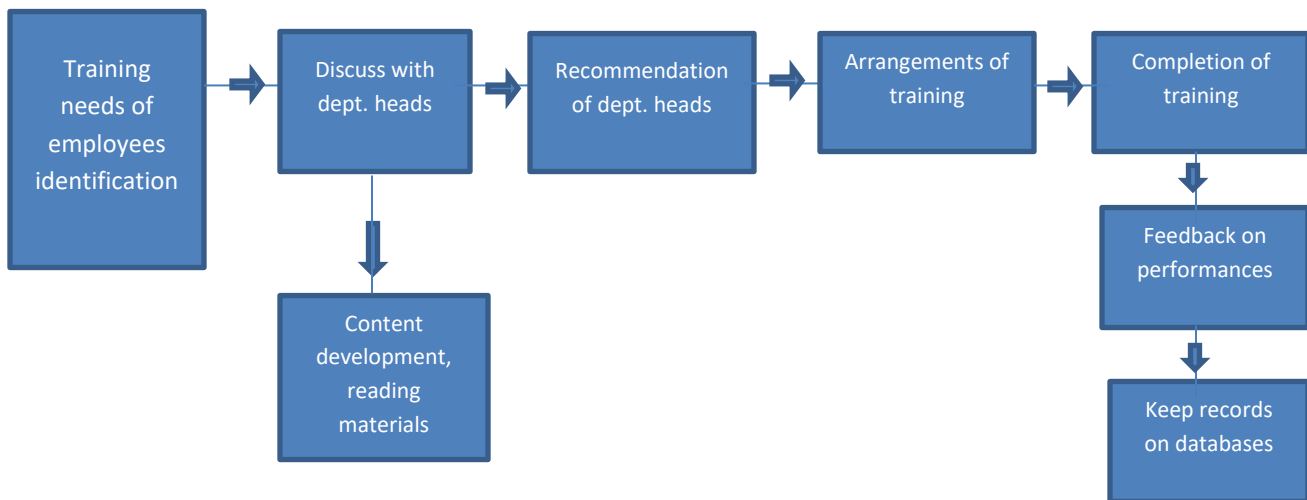 Training
needs of
employees
identification
Discuss with
dept. heads
Recommendation
of dept. heads
Arrangements of
training
Completion of
training
Feedback on
performances
Content
development,
reading
materials
Keep records
on databases